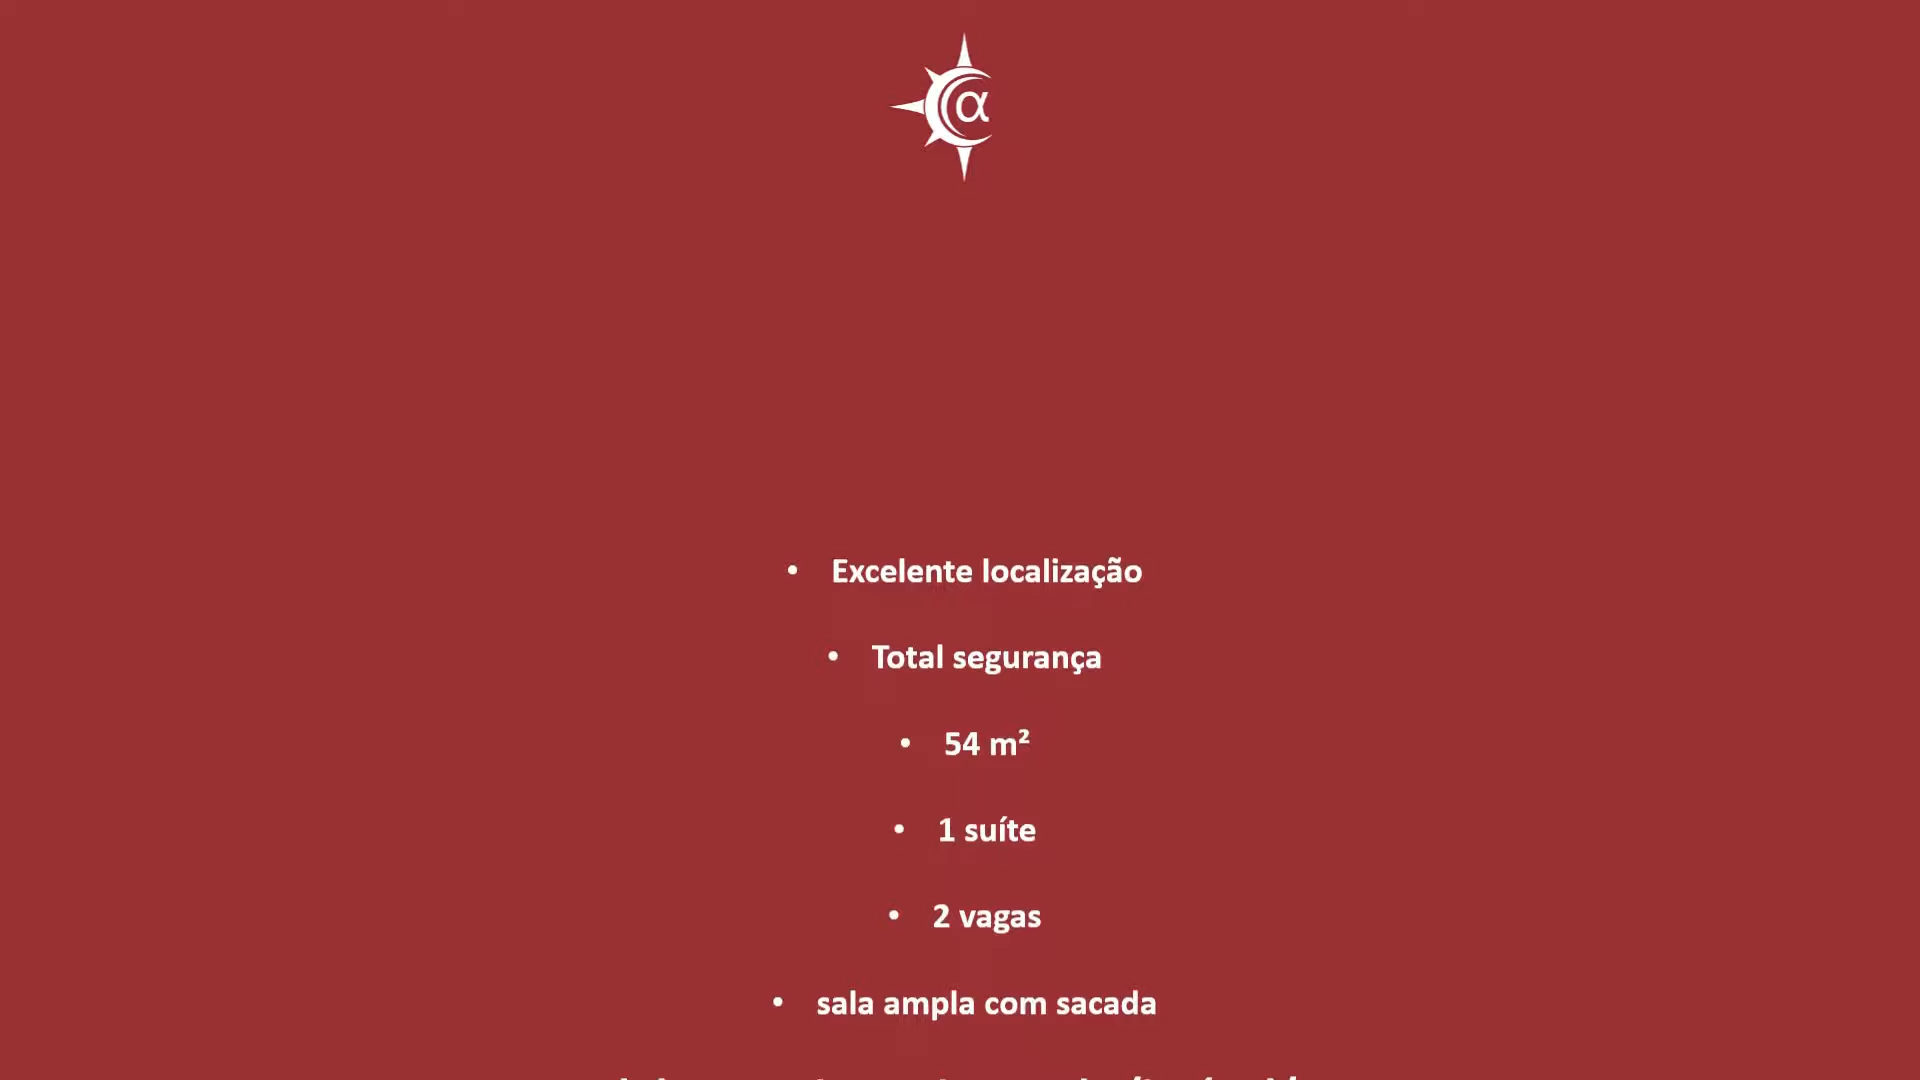 α
• Excelente localização
• Total segurança
• 54 m²
• 1 suíte
• 2 vagas
• sala ampla com sacada